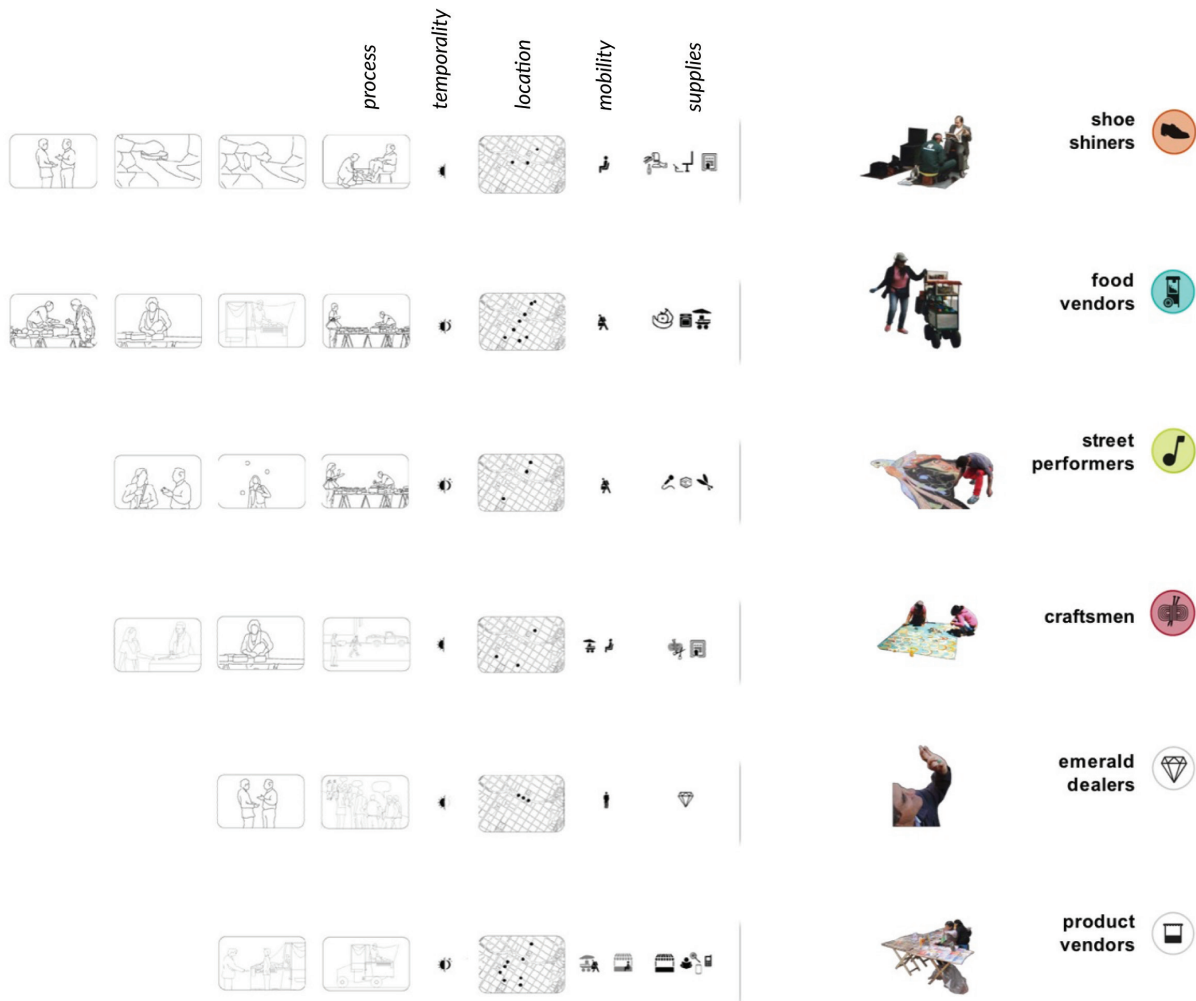 process
temporality
location
mobility
supplies
shoe
shiners
food
vendors
street
performers
craftsmen
emerald
dealers
product
vendors